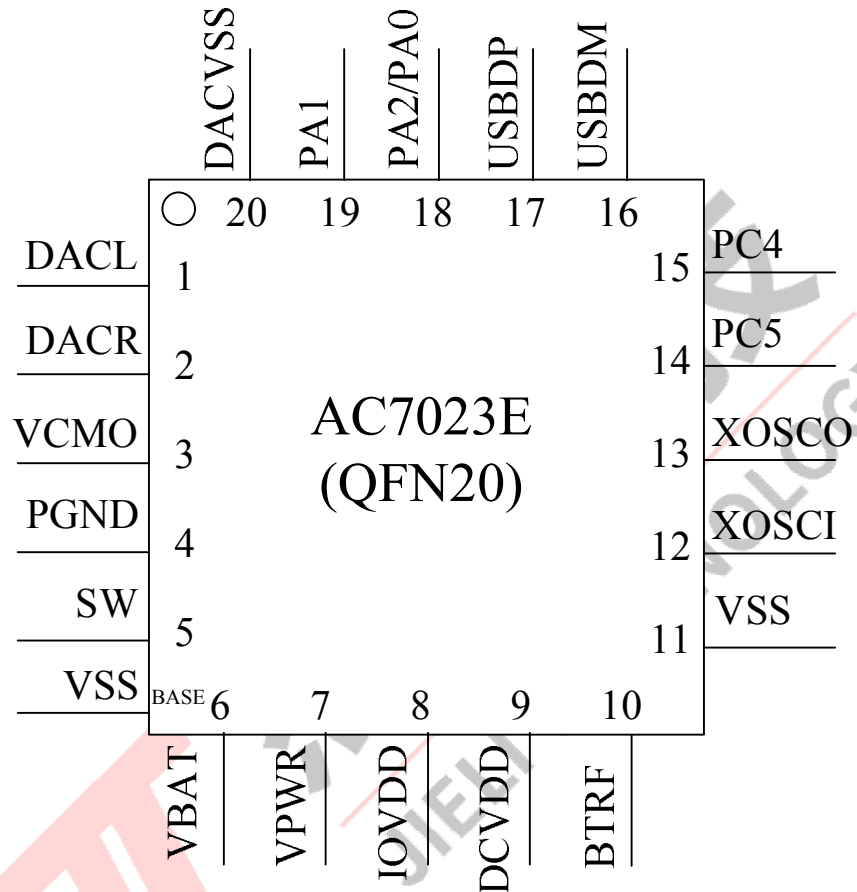 DACVSS
PA1
PA2/PA0
USBDP
USBDM
20 19 18 17 16
DACL 1
DACR 2
VCMO 3
PGND 4
SW 5
VSS BASE
15 PC4
14 PC5
13 XOSCO
12 XOSCI
11 VSS
AC7023E
(QFN20)
6 7 8 9 10
VBAT
VPWR
IOVDD
DCVDD
BTRF
JIELI